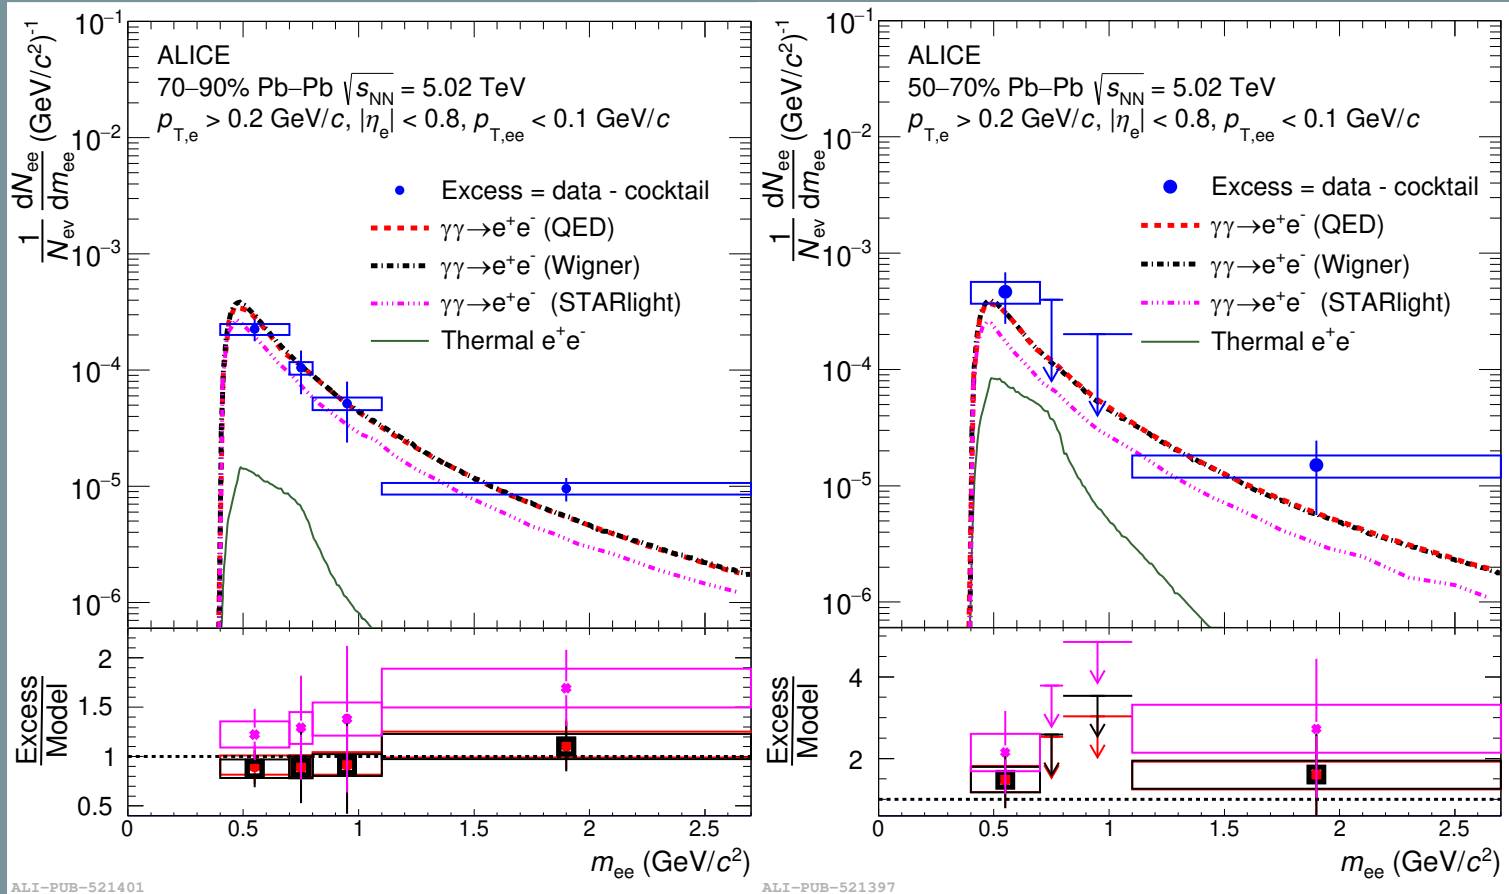 10⁻¹
10⁻²
10⁻³
10⁻⁴
10⁻⁵
10⁻⁶
1/N_ev dN_ee/dm_ee (GeV/c²)⁻¹
ALICE
70–90% Pb–Pb √s_NN = 5.02 TeV
p_T,e > 0.2 GeV/c, |η_e| < 0.8, p_T,ee < 0.1 GeV/c
Excess = data - cocktail
γγ→e⁺e⁻ (QED)
γγ→e⁺e⁻ (Wigner)
γγ→e⁺e⁻ (STARlight)
Thermal e⁺e⁻
Excess/Model
2
1.5
1
0.5
0 0.5 1 1.5 2 2.5
m_ee (GeV/c²)
ALI-PUB-521401
10⁻¹
10⁻²
10⁻³
10⁻⁴
10⁻⁵
10⁻⁶
1/N_ev dN_ee/dm_ee (GeV/c²)⁻¹
ALICE
50–70% Pb–Pb √s_NN = 5.02 TeV
p_T,e > 0.2 GeV/c, |η_e| < 0.8, p_T,ee < 0.1 GeV/c
Excess = data - cocktail
γγ→e⁺e⁻ (QED)
γγ→e⁺e⁻ (Wigner)
γγ→e⁺e⁻ (STARlight)
Thermal e⁺e⁻
Excess/Model
4
2
0 0.5 1 1.5 2 2.5
m_ee (GeV/c²)
ALI-PUB-521397